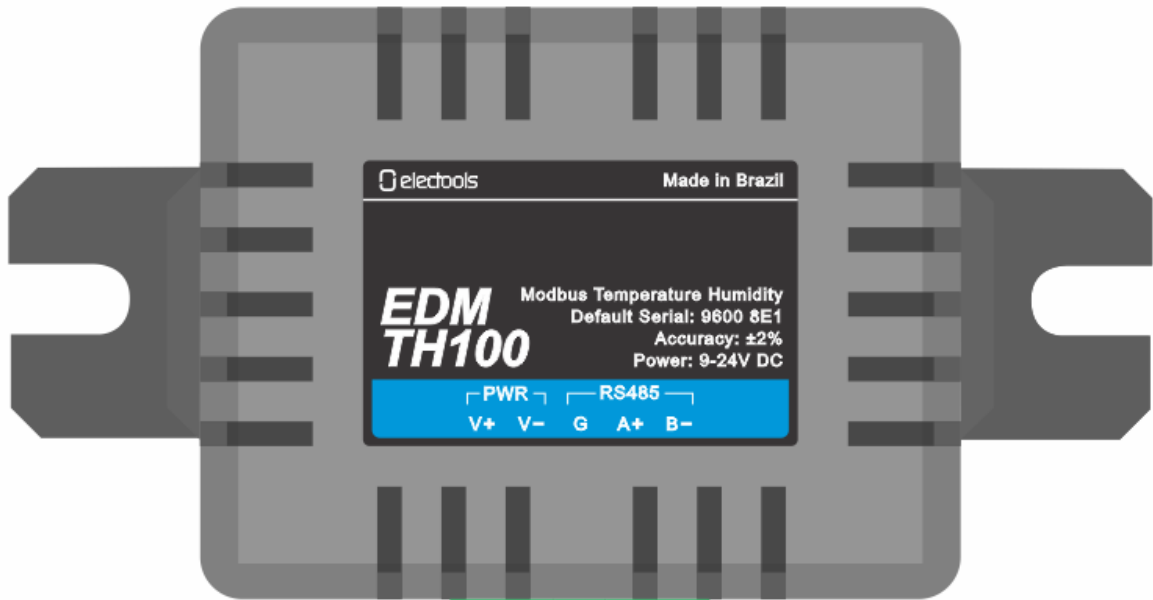 electools
Made in Brazil
EDM
TH100
Modbus Temperature Humidity
Default Serial: 9600 8E1
Accuracy: ±2%
Power: 9-24V DC
PWR RS485
V+ V− G A+ B−